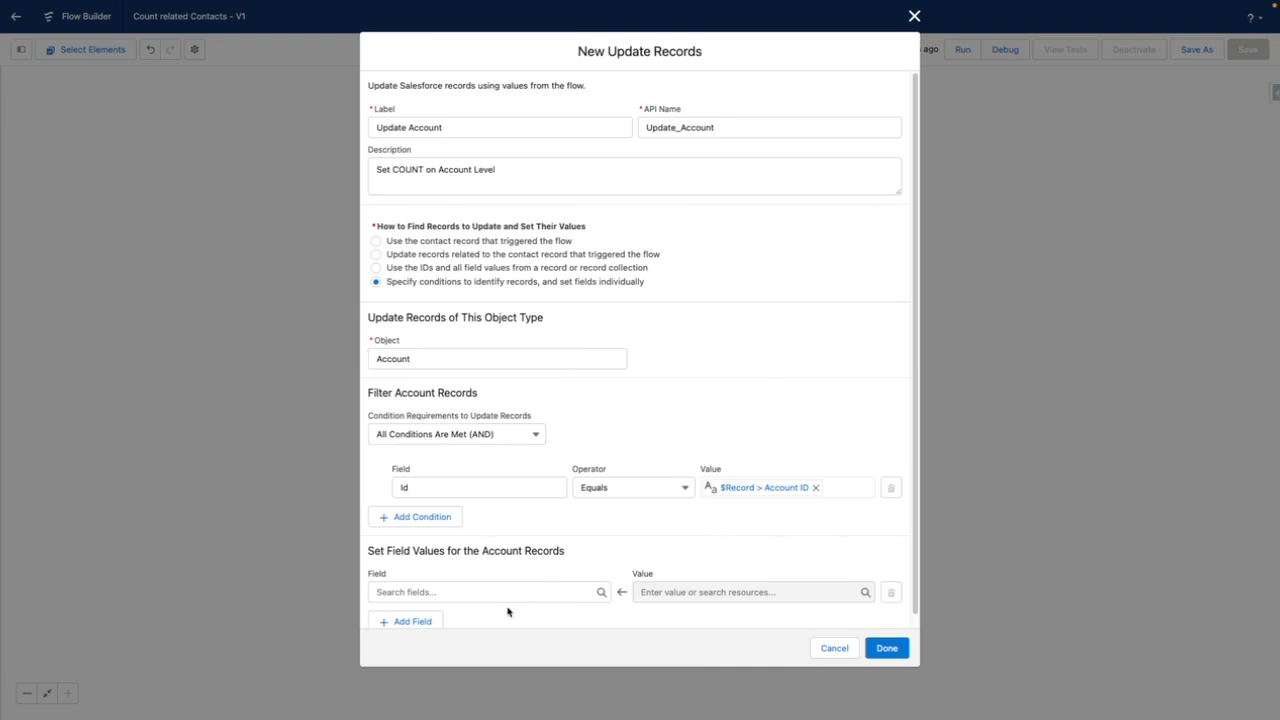 Flow Builder
Count related Contacts - V1
?
Select Elements
ago
Run
Debug
View Tests
Deactivate
Save As
Save
New Update Records
Update Salesforce records using values from the flow.
* Label
* API Name
Update Account
Update_Account
Description
Set COUNT on Account Level
* How to Find Records to Update and Set Their Values
Use the contact record that triggered the flow
Update records related to the contact record that triggered the flow
Use the IDs and all field values from a record or record collection
Specify conditions to identify records, and set fields individually
Update Records of This Object Type
* Object
Account
Filter Account Records
Condition Requirements to Update Records
All Conditions Are Met (AND)
Field
Operator
Value
Id
Equals
Aa $Record > Account ID
+ Add Condition
Set Field Values for the Account Records
Field
Value
Search fields...
Enter value or search resources...
+ Add Field
Cancel
Done